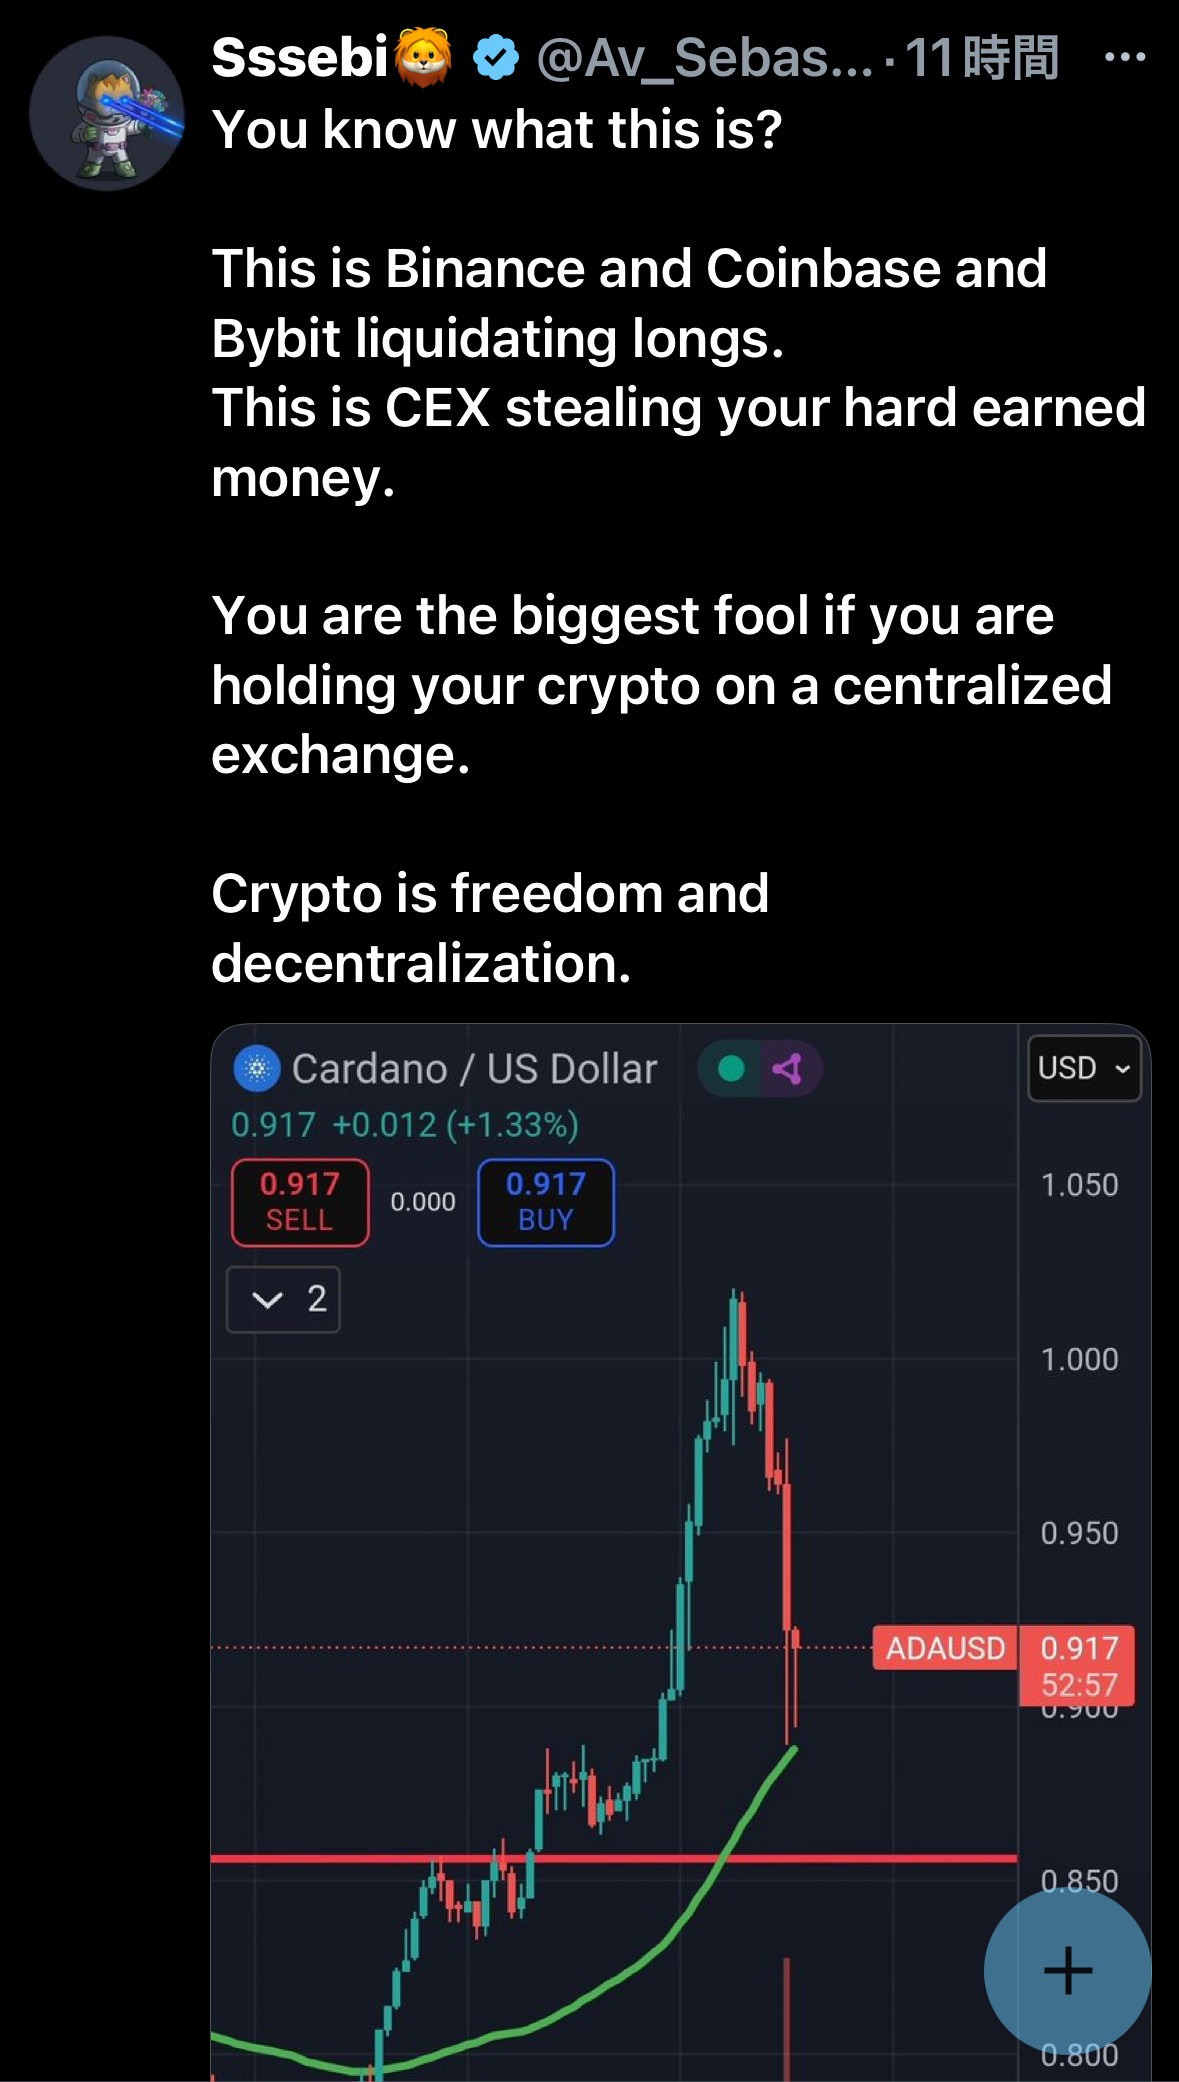 Sssebi🦁 @Av_Sebas... · 11時間
You know what this is?
This is Binance and Coinbase and
Bybit liquidating longs.
This is CEX stealing your hard earned
money.
You are the biggest fool if you are
holding your crypto on a centralized
exchange.
Crypto is freedom and
decentralization.
Cardano / US Dollar
USD
0.917 +0.012 (+1.33%)
0.917 0.000 0.917
SELL BUY
2
1.050
1.000
0.950
ADAUSD 0.917
52:57
0.900
0.850
0.800